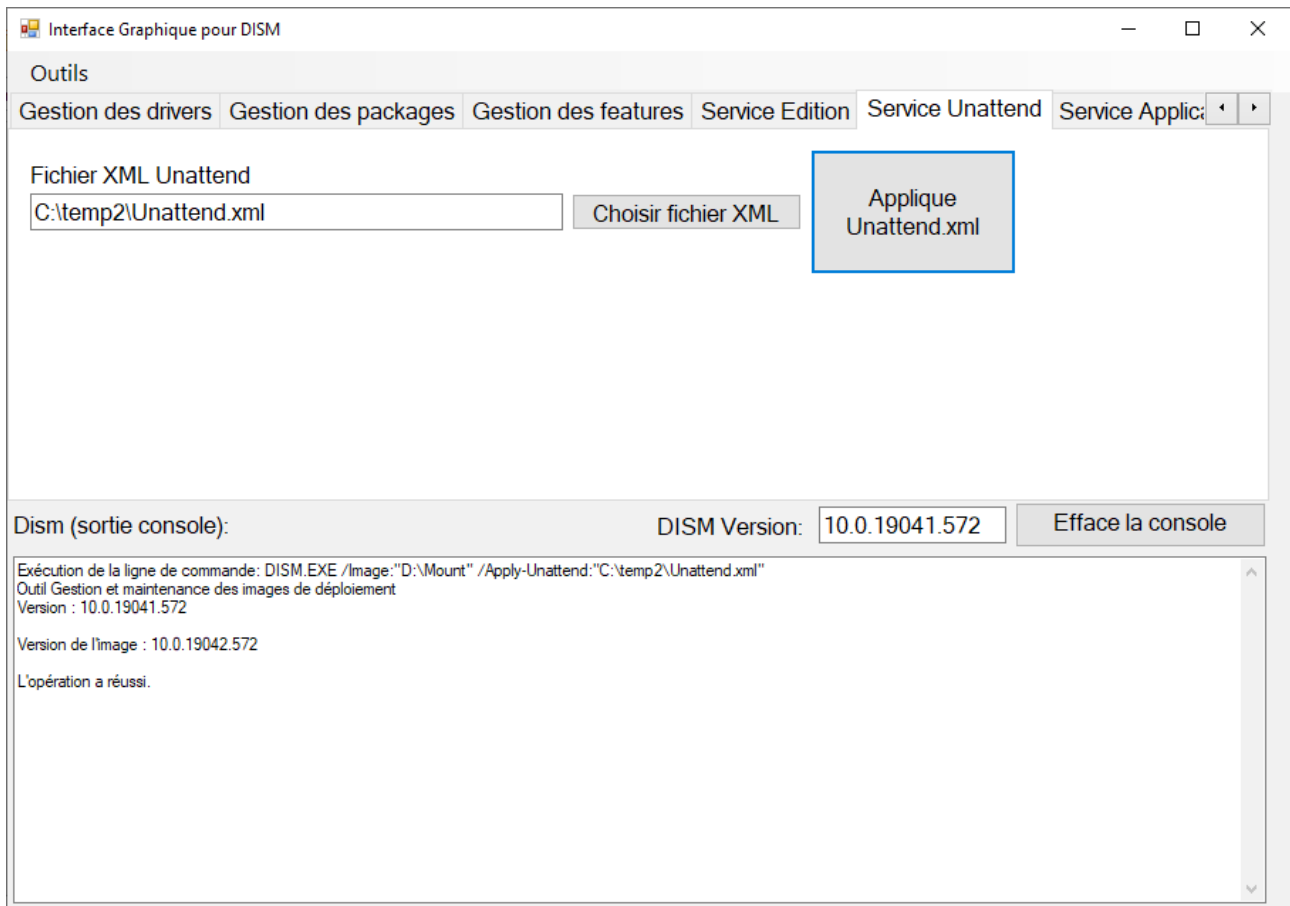 Interface Graphique pour DISM
Outils
Gestion des drivers Gestion des packages Gestion des features Service Edition Service Unattend Service Applica
Fichier XML Unattend
C:\temp2\Unattend.xml Choisir fichier XML Applique
Unattend.xml
Dism (sortie console): DISM Version: 10.0.19041.572 Efface la console
Exécution de la ligne de commande: DISM.EXE /Image:"D:\Mount" /Apply-Unattend:"C:\temp2\Unattend.xml"
Outil Gestion et maintenance des images de déploiement
Version : 10.0.19041.572
Version de l'image : 10.0.19042.572
L'opération a réussi.